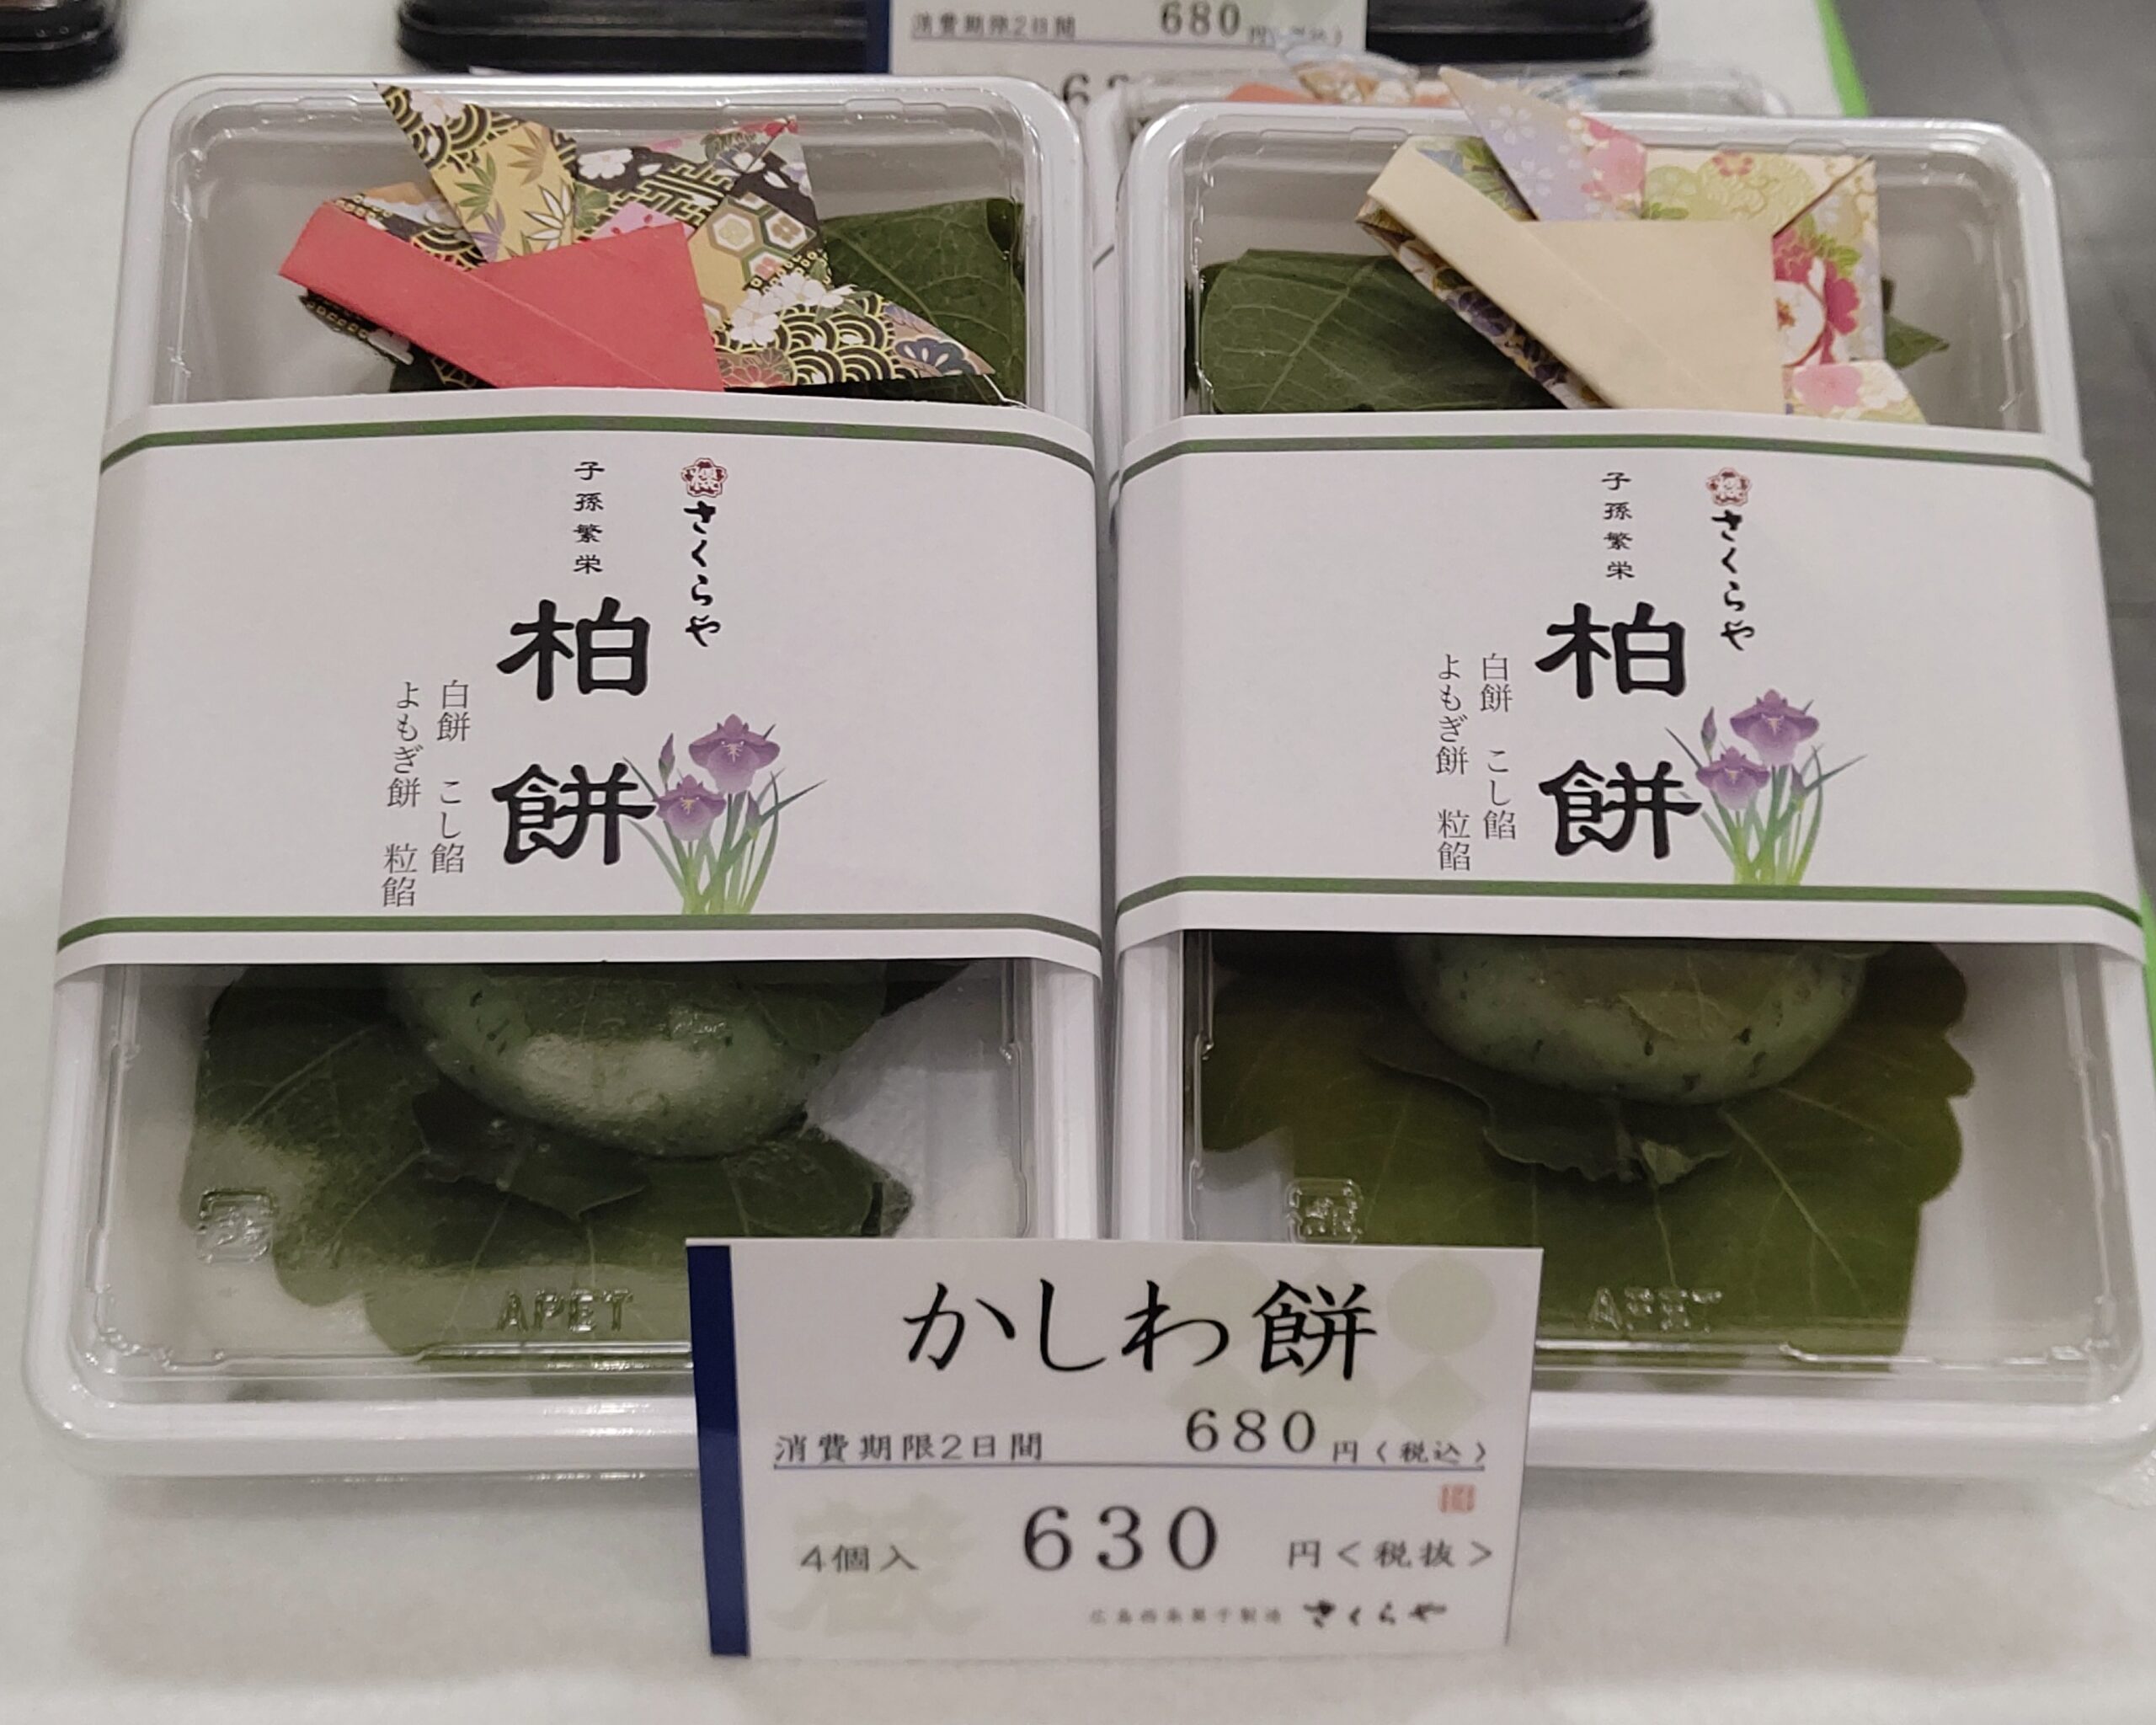 消費期限2日間 680
さくらや
子孫繁栄
柏餅
白餅 こし餡
よもぎ餅 粒餡
さくらや
子孫繁栄
柏餅
白餅 こし餡
よもぎ餅 粒餡
APET
APET
かしわ餅
消費期限2日間 680円(税込)
4個入 630円<税抜>
さくらや